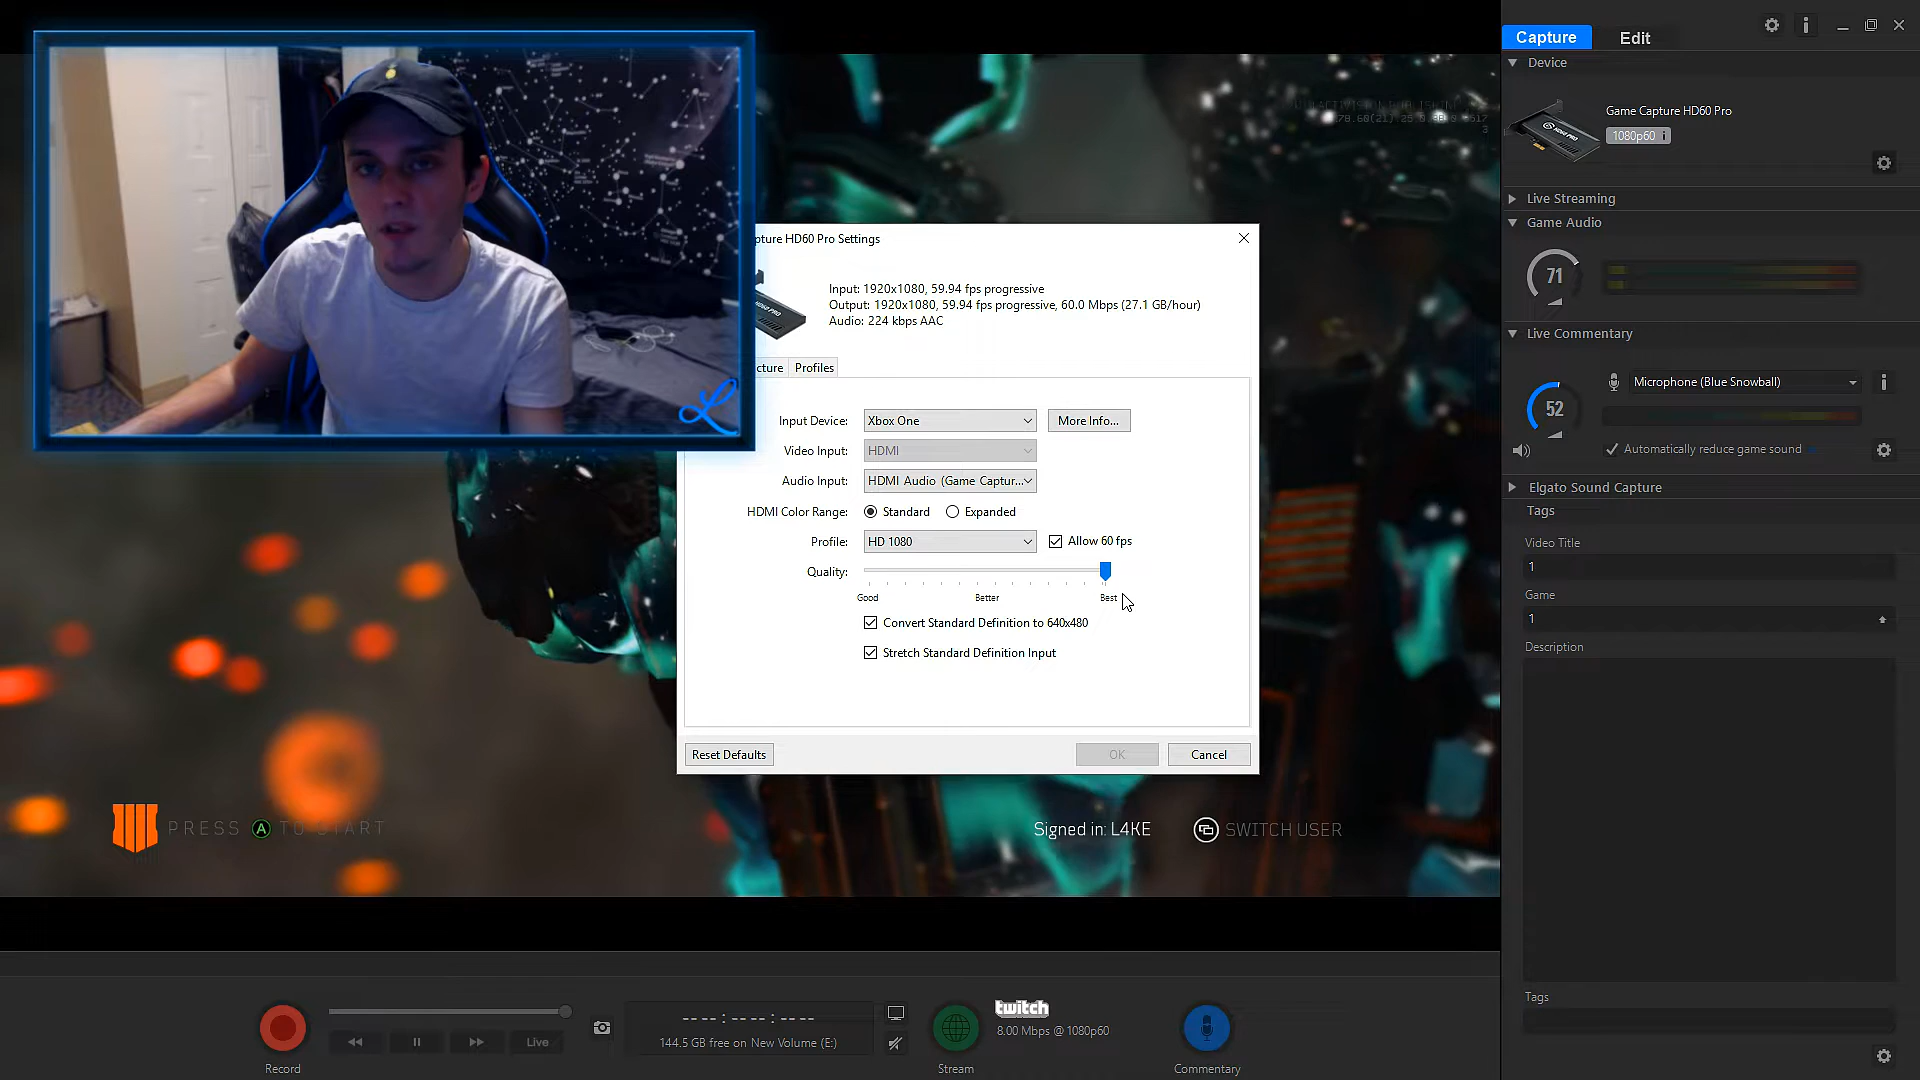 Capture
Edit
Device
Game Capture HD60 Pro
1080p60
Live Streaming
Game Audio
71
Live Commentary
Microphone (Blue Snowball)
52
Automatically reduce game sound
Elgato Sound Capture
Tags
Video Title
1
Game
1
Description
Tags
pture HD60 Pro Settings
Input: 1920x1080, 59.94 fps progressive
Output: 1920x1080, 59.94 fps progressive, 60.0 Mbps (27.1 GB/hour)
Audio: 224 kbps AAC
cture
Profiles
Input Device:
Xbox One
More Info...
Video Input:
HDMI
Audio Input:
HDMI Audio (Game Captur...
HDMI Color Range:
Standard
Expanded
Profile:
HD 1080
Allow 60 fps
Quality:
Good
Better
Best
Convert Standard Definition to 640x480
Stretch Standard Definition Input
Reset Defaults
OK
Cancel
PRESS A TO START
Signed in: L4KE
SWITCH USER
Record
Live
-- -- : -- -- : -- --
144.5 GB free on New Volume (E:)
Stream
twitch
8.00 Mbps @ 1080p60
Commentary